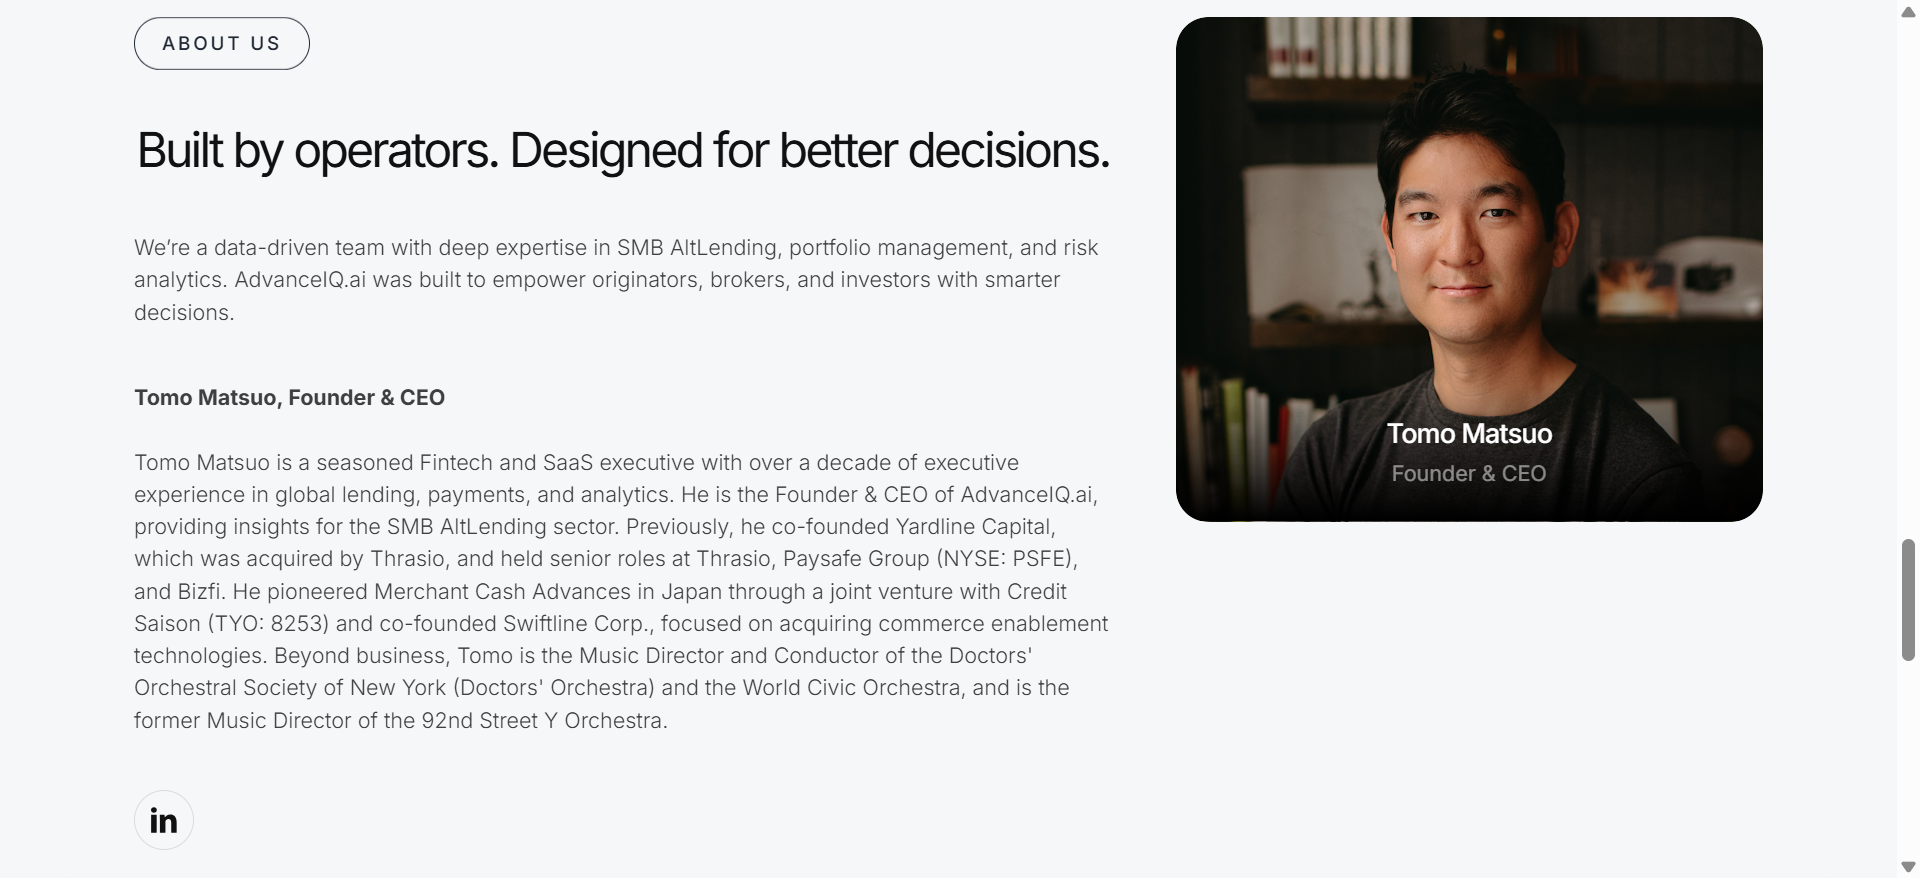 ABOUT US
Built by operators. Designed for better decisions.
We’re a data-driven team with deep expertise in SMB AltLending, portfolio management, and risk
analytics. AdvanceIQ.ai was built to empower originators, brokers, and investors with smarter
decisions.
Tomo Matsuo, Founder & CEO
Tomo Matsuo is a seasoned Fintech and SaaS executive with over a decade of executive
experience in global lending, payments, and analytics. He is the Founder & CEO of AdvanceIQ.ai,
providing insights for the SMB AltLending sector. Previously, he co-founded Yardline Capital,
which was acquired by Thrasio, and held senior roles at Thrasio, Paysafe Group (NYSE: PSFE),
and Bizfi. He pioneered Merchant Cash Advances in Japan through a joint venture with Credit
Saison (TYO: 8253) and co-founded Swiftline Corp., focused on acquiring commerce enablement
technologies. Beyond business, Tomo is the Music Director and Conductor of the Doctors'
Orchestral Society of New York (Doctors' Orchestra) and the World Civic Orchestra, and is the
former Music Director of the 92nd Street Y Orchestra.
in
Tomo Matsuo
Founder & CEO